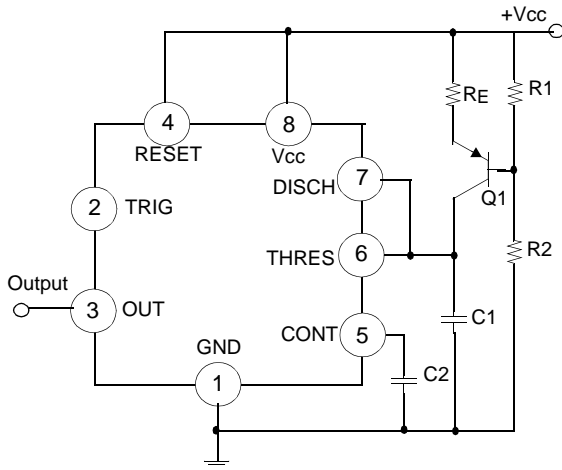 +Vcc
4
RESET
8
Vcc
RE
R1
7
DISCH
Q1
2
TRIG
6
THRES
R2
Output
3
OUT
5
CONT
C1
GND
1
C2